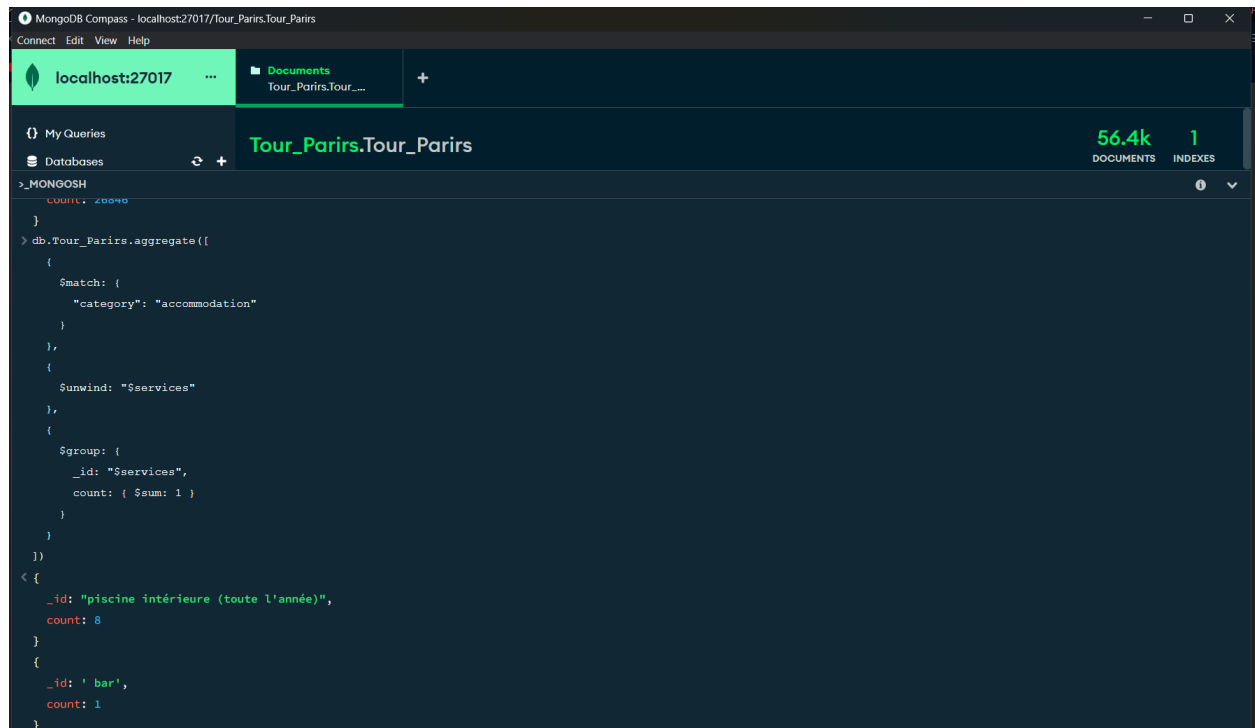 MongoDB Compass - localhost:27017/Tour_Parirs.Tour_Parirs
Connect Edit View Help
localhost:27017 ...
Documents
Tour_Parirs.Tour_...
+
{} My Queries
Databases
+
Tour_Parirs.Tour_Parirs
56.4k
DOCUMENTS
1
INDEXES
>_MONGOSH
count: 26846
}
> db.Tour_Parirs.aggregate([
{
$match: {
"category": "accommodation"
}
},
{
$unwind: "$services"
},
{
$group: {
_id: "$services",
count: { $sum: 1 }
}
}
])
< {
_id: "piscine intérieure (toute l'année)",
count: 8
}
{
_id: ' bar',
count: 1
}